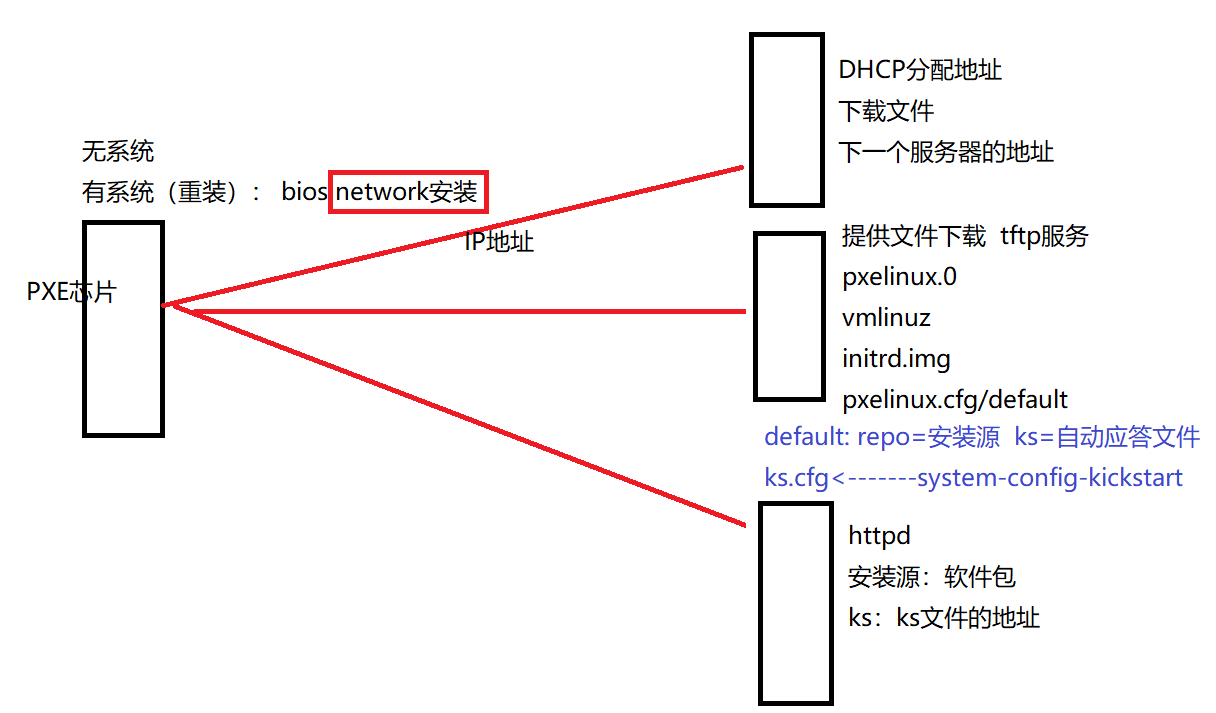 无系统
有系统（重装）： bios network安装
IP地址
PXE芯片
DHCP分配地址
下载文件
下一个服务器的地址
提供文件下载 tftp服务
pxelinux.0
vmlinuz
initrd.img
pxelinux.cfg/default
default: repo=安装源 ks=自动应答文件
ks.cfg<-------system-config-kickstart
httpd
安装源：软件包
ks：ks文件的地址